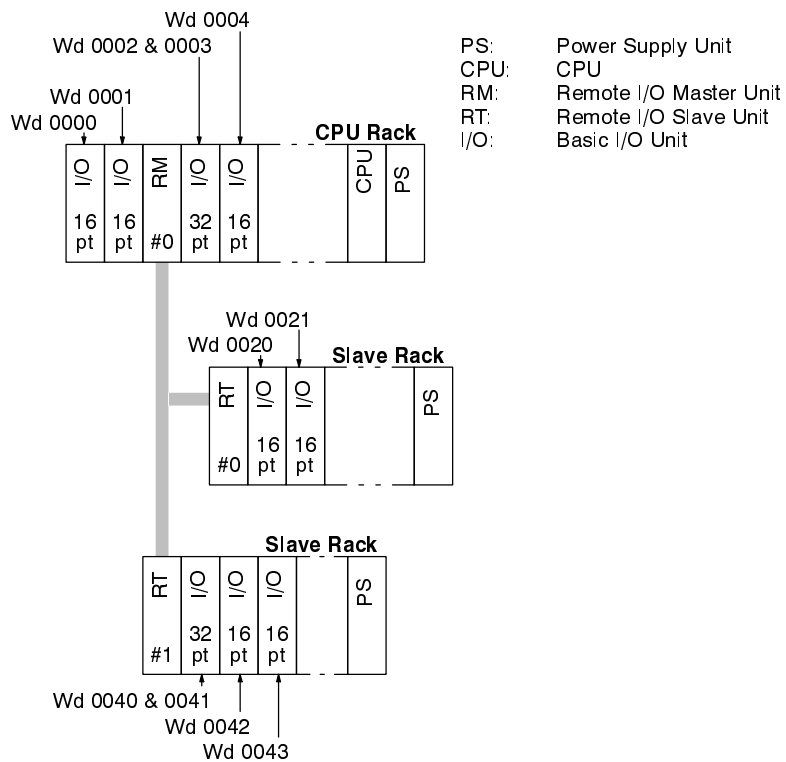 Wd 0004
Wd 0002 & 0003
Wd 0001
Wd 0000
PS: Power Supply Unit
CPU: CPU
RM: Remote I/O Master Unit
RT: Remote I/O Slave Unit
I/O: Basic I/O Unit
CPU Rack
I/O I/O RM I/O I/O CPU PS
16 16 32 16
pt pt #0 pt pt
Wd 0021
Wd 0020
Slave Rack
RT I/O I/O PS
16 16
#0 pt pt
Slave Rack
RT I/O I/O I/O PS
32 16 16
#1 pt pt pt
Wd 0040 & 0041
Wd 0042
Wd 0043